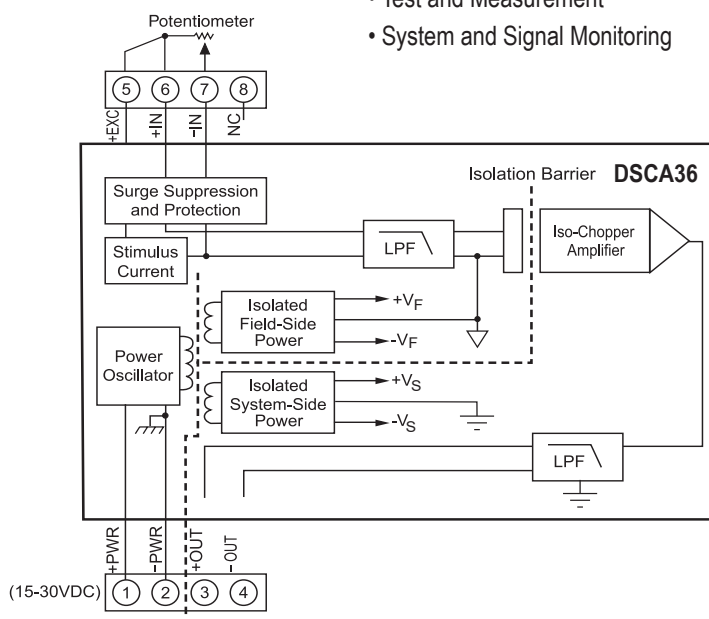 • Test and Measurement
• System and Signal Monitoring
Potentiometer
5 6 7 8
+EXC
+IN
-IN
NC
Isolation Barrier DSCA36
Surge Suppression
and Protection
Stimulus
Current
LPF
Iso-Chopper
Amplifier
Isolated
Field-Side
Power
+VF
-VF
Power
Oscillator
Isolated
System-Side
Power
+VS
-VS
LPF
+PWR
-PWR
+OUT
- OUT
(15-30VDC) 1 2 3 4